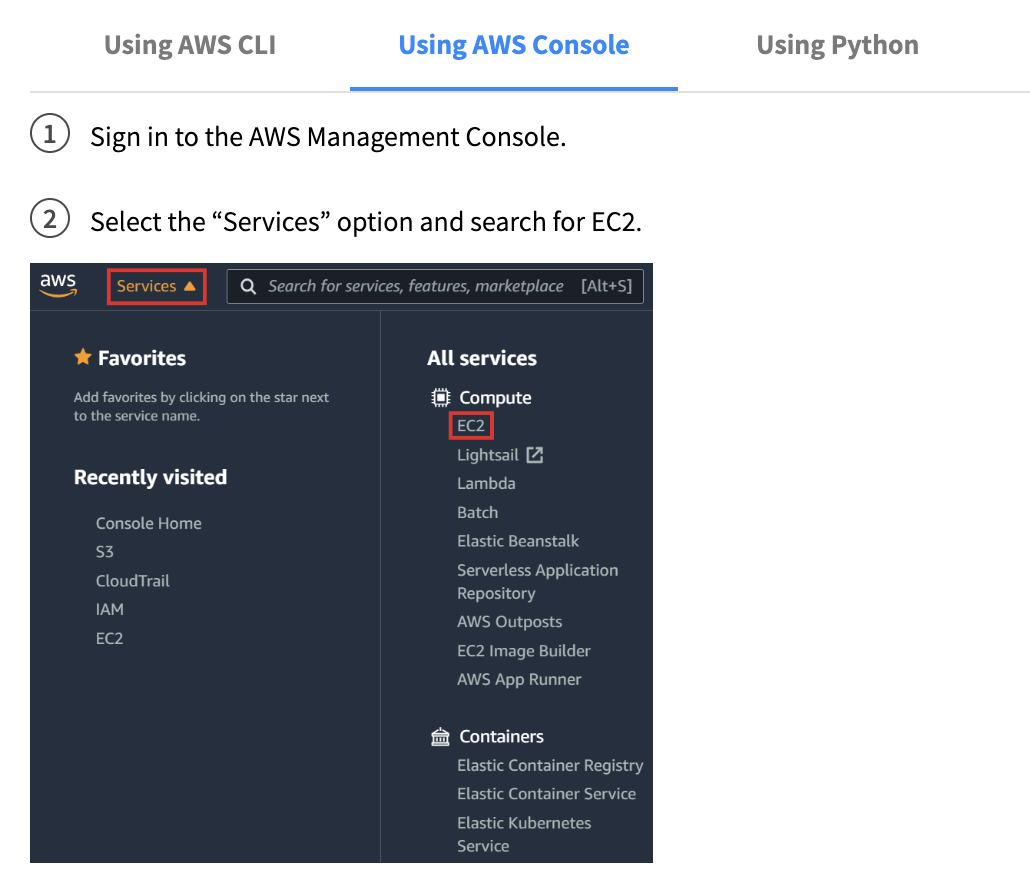 Using AWS CLI
Using AWS Console
Using Python
1 Sign in to the AWS Management Console.
2 Select the “Services” option and search for EC2.
aws
Services
Search for services, features, marketplace [Alt+S]
Favorites
Add favorites by clicking on the star next
to the service name.
Recently visited
Console Home
S3
CloudTrail
IAM
EC2
All services
Compute
EC2
Lightsail
Lambda
Batch
Elastic Beanstalk
Serverless Application
Repository
AWS Outposts
EC2 Image Builder
AWS App Runner
Containers
Elastic Container Registry
Elastic Container Service
Elastic Kubernetes
Service